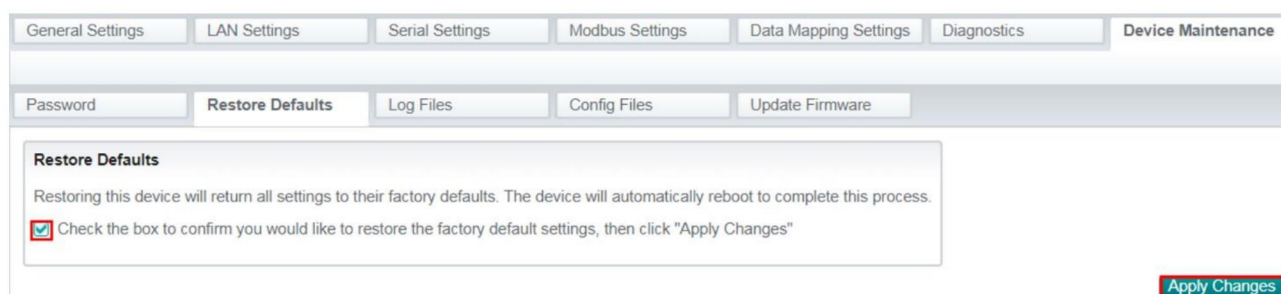 General Settings LAN Settings Serial Settings Modbus Settings Data Mapping Settings Diagnostics Device Maintenance
Password Restore Defaults Log Files Config Files Update Firmware
Restore Defaults
Restoring this device will return all settings to their factory defaults. The device will automatically reboot to complete this process.
Check the box to confirm you would like to restore the factory default settings, then click "Apply Changes"
Apply Changes